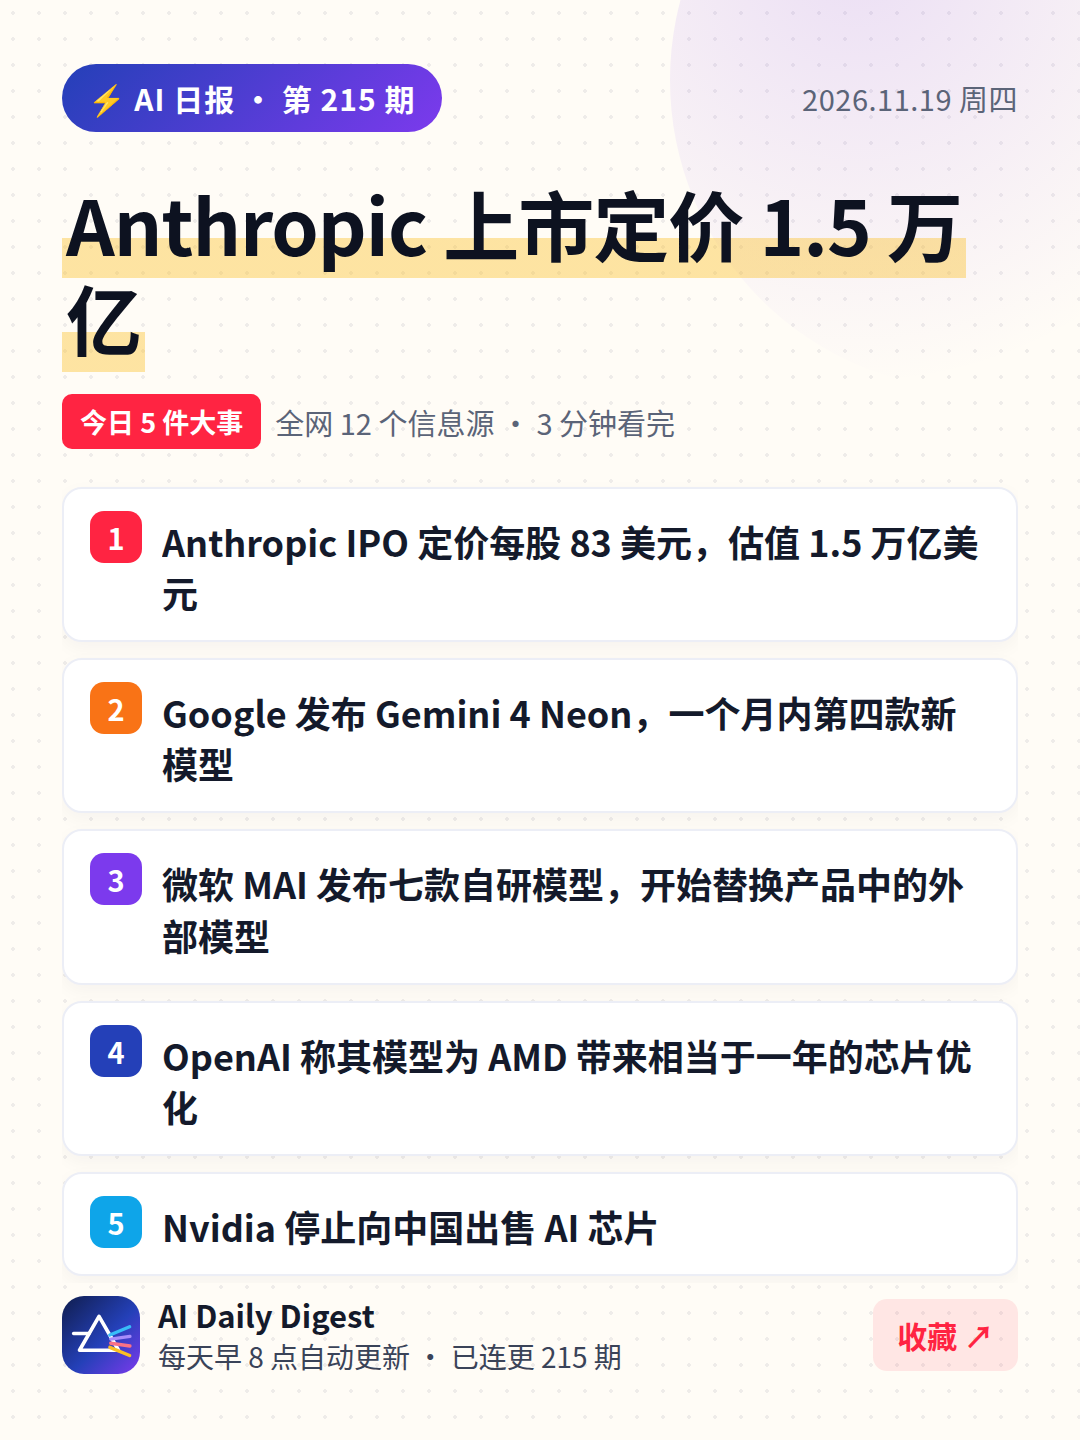 ⚡ AI 日报 · 第 215 期
2026.11.19 周四
Anthropic 上市定价 1.5 万
亿
今日 5 件大事
全网 12 个信息源 · 3 分钟看完
1
Anthropic IPO 定价每股 83 美元，估值 1.5 万亿美
元
2
Google 发布 Gemini 4 Neon，一个月内第四款新
模型
3
微软 MAI 发布七款自研模型，开始替换产品中的外
部模型
4
OpenAI 称其模型为 AMD 带来相当于一年的芯片优
化
5
Nvidia 停止向中国出售 AI 芯片
AI Daily Digest
每天早 8 点自动更新 · 已连更 215 期
收藏 ↗